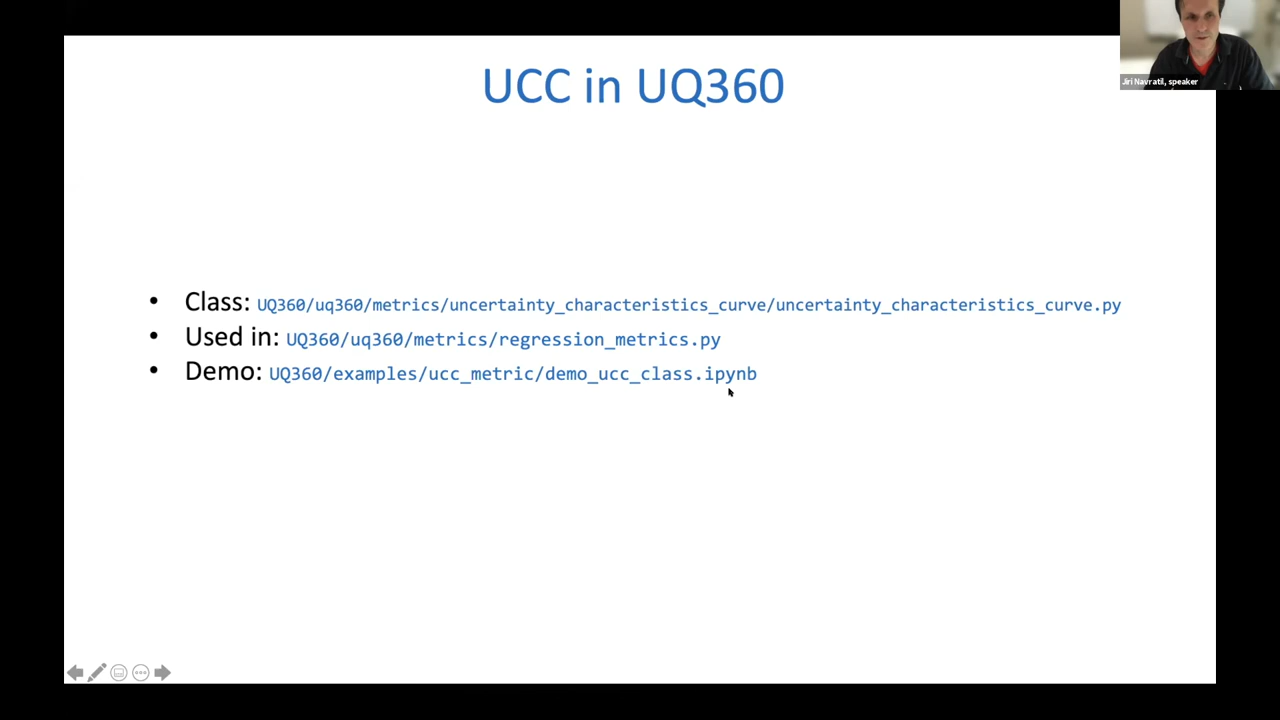 UCC in UQ360
Jiri Navratil, speaker
• Class: UQ360/uq360/metrics/uncertainty_characteristics_curve/uncertainty_characteristics_curve.py
• Used in: UQ360/uq360/metrics/regression_metrics.py
• Demo: UQ360/examples/ucc_metric/demo_ucc_class.ipynb